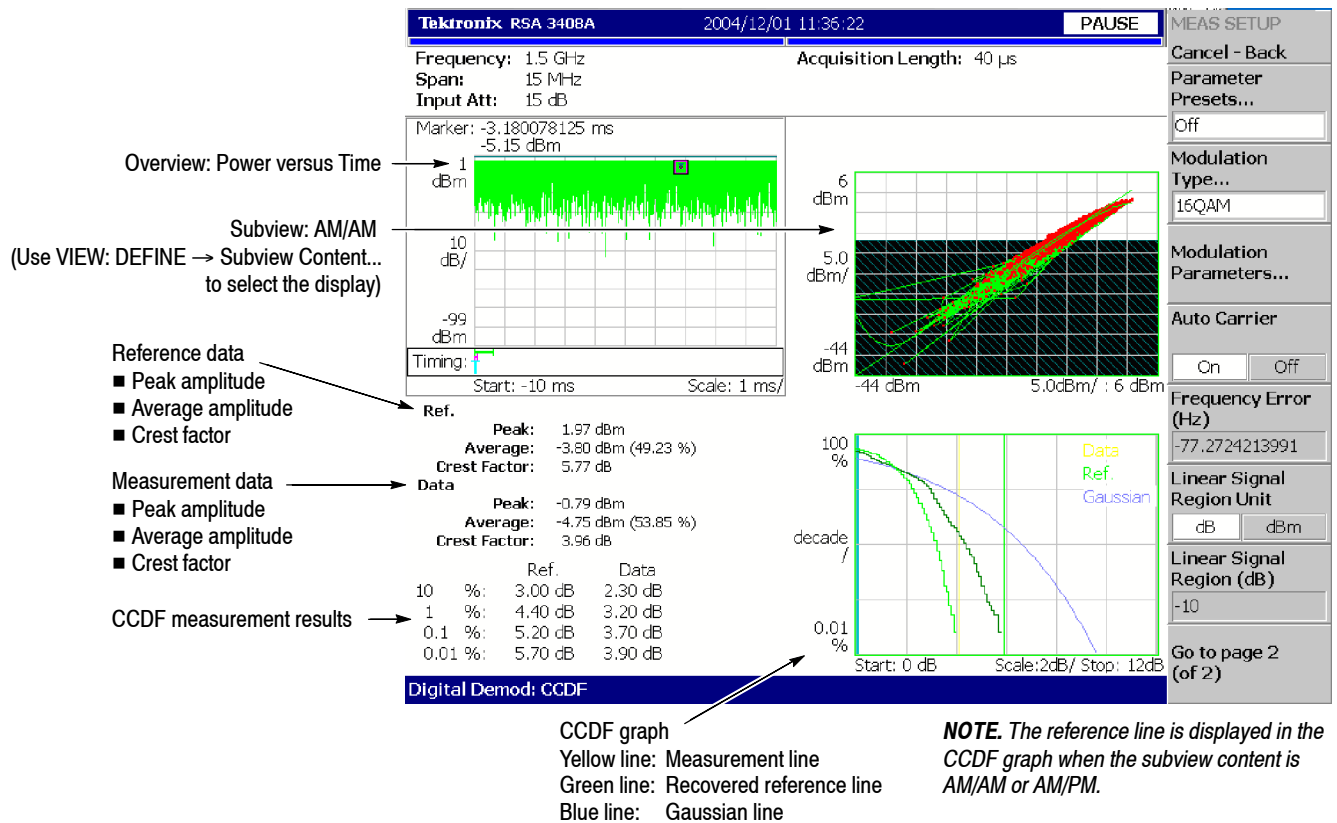 Tektronix RSA 3408A 2004/12/01 11:36:22 PAUSE
Frequency: 1.5 GHz
Span: 15 MHz
Input Att: 15 dB
Acquisition Length: 40 µs
Marker: -3.180078125 ms
-5.15 dBm
1
dBm
10
dB/
-99
dBm
Timing:
Start: -10 ms Scale: 1 ms/
6
dBm
5.0
dBm/
-44
dBm
-44 dBm 5.0dBm/ : 6 dBm
Ref.
Peak: 1.97 dBm
Average: -3.80 dBm (49.23 %)
Crest Factor: 5.77 dB
Data
Peak: -0.79 dBm
Average: -4.75 dBm (53.85 %)
Crest Factor: 3.96 dB
Ref. Data
10 %: 3.00 dB 2.30 dB
1 %: 4.40 dB 3.20 dB
0.1 %: 5.20 dB 3.70 dB
0.01 %: 5.70 dB 3.90 dB
100
%
decade
/
0.01
%
Data
Ref.
Gaussian
Start: 0 dB Scale:2dB/ Stop: 12dB
Digital Demod: CCDF
MEAS SETUP
Cancel - Back
Parameter
Presets...
Off
Modulation
Type...
16QAM
Modulation
Parameters...
Auto Carrier
On Off
Frequency Error
(Hz)
-77.2724213991
Linear Signal
Region Unit
dB dBm
Linear Signal
Region (dB)
-10
Go to page 2
(of 2)
Overview: Power versus Time
Subview: AM/AM
(Use VIEW: DEFINE → Subview Content...
to select the display)
Reference data
■ Peak amplitude
■ Average amplitude
■ Crest factor
Measurement data
■ Peak amplitude
■ Average amplitude
■ Crest factor
CCDF measurement results
CCDF graph
Yellow line: Measurement line
Green line: Recovered reference line
Blue line: Gaussian line
NOTE. The reference line is displayed in the
CCDF graph when the subview content is
AM/AM or AM/PM.